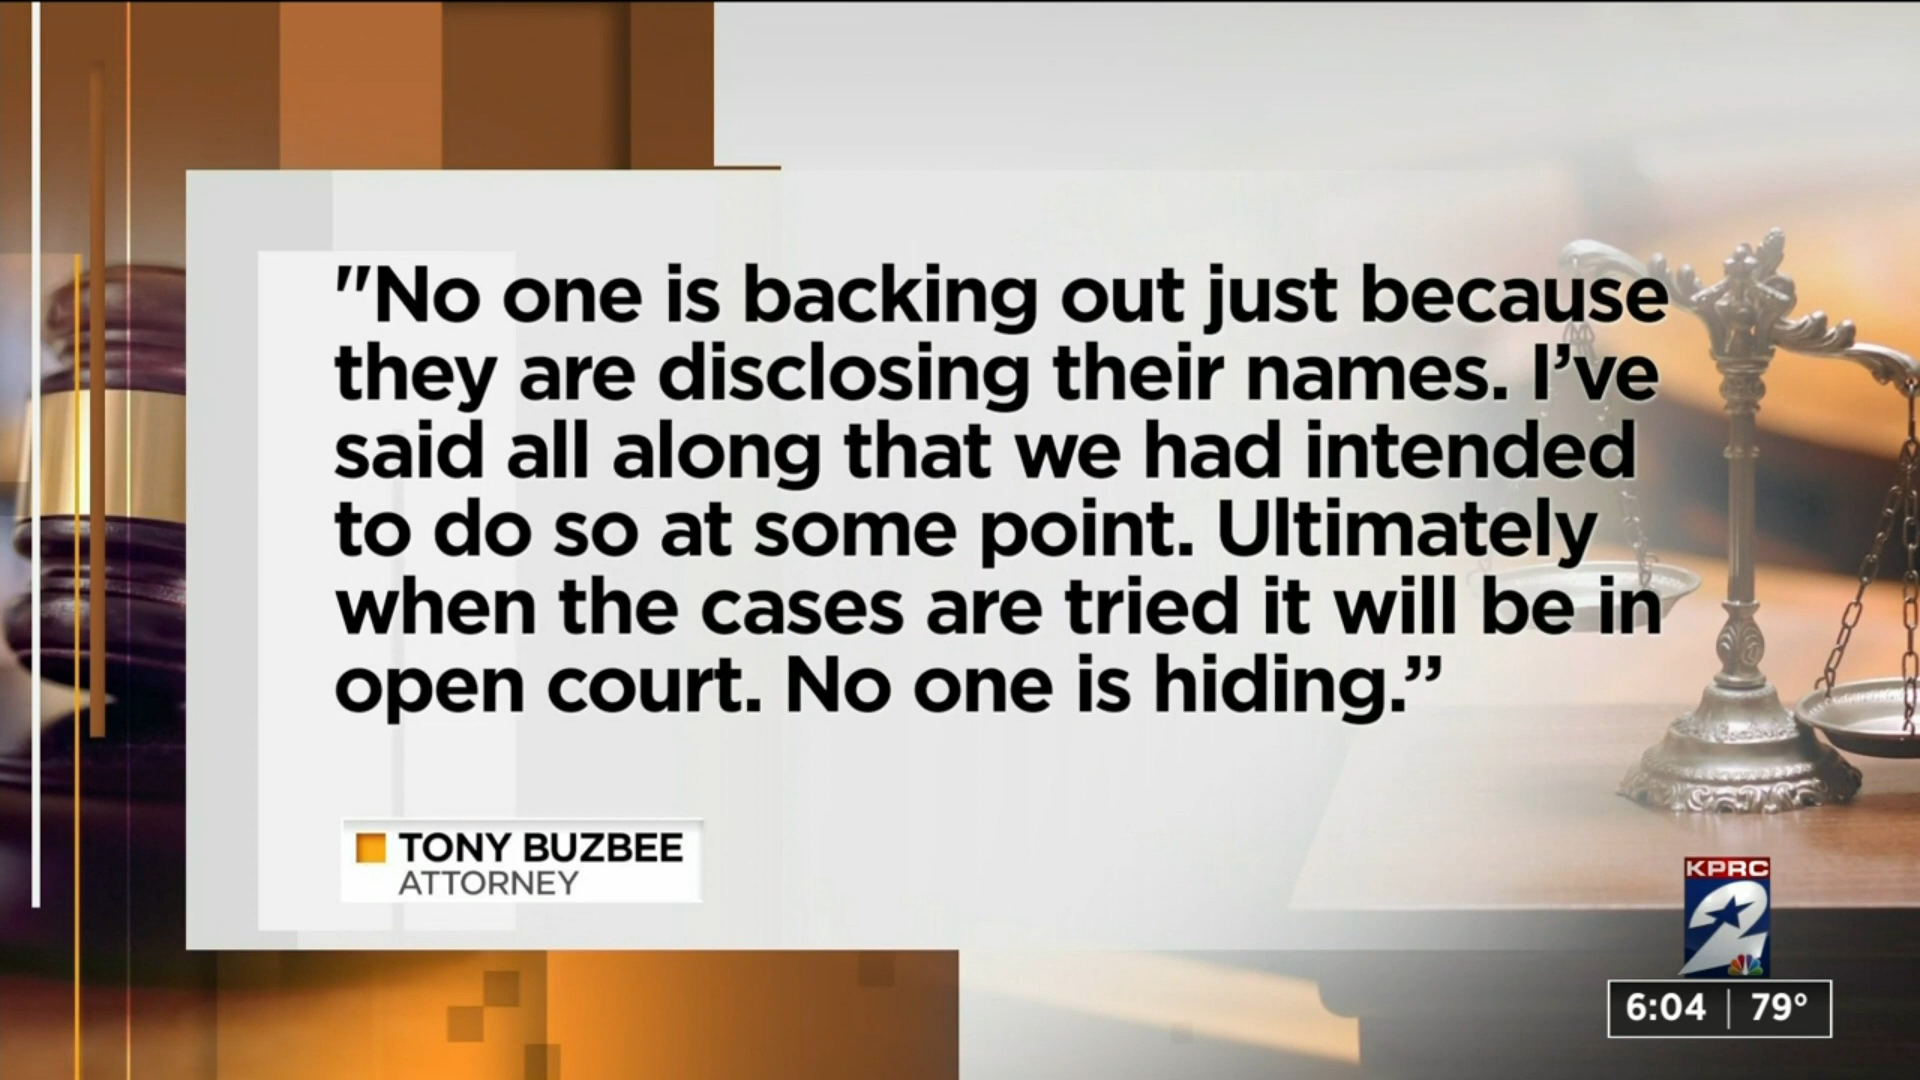 "No one is backing out just because
they are disclosing their names. I’ve
said all along that we had intended
to do so at some point. Ultimately
when the cases are tried it will be in
open court. No one is hiding.”
TONY BUZBEE
ATTORNEY
KPRC
2
6:04 | 79°